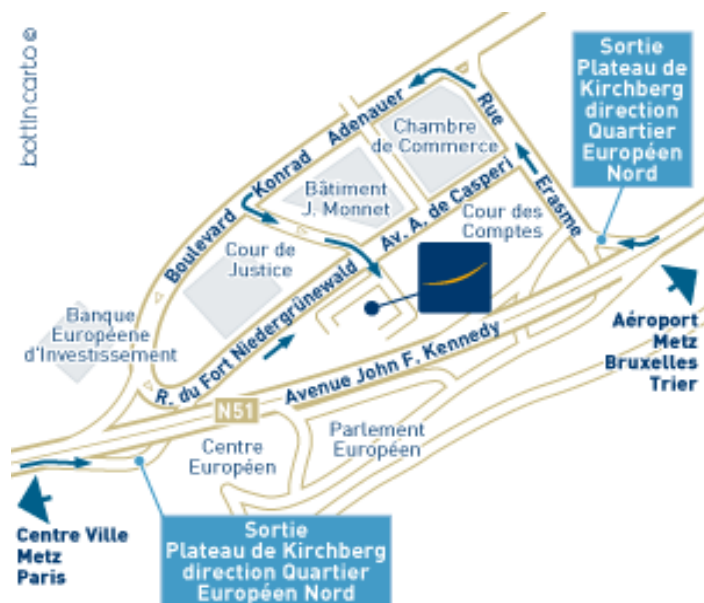 bottincarto©
Sortie
Plateau de
Kirchberg
direction
Quartier
Européen
Nord
Boulevard Konrad Adenauer
Rue Erasme
Chambre
de Commerce
Bâtiment
J. Monnet
Av. A. de Casperi
Cour des
Comptes
Cour de
Justice
R. du Fort Niedergrünewald
Banque
Européene
d'Investissement
Avenue John F. Kennedy
N51
Aéroport
Metz
Bruxelles
Trier
Centre
Européen
Parlement
Européen
Centre Ville
Metz
Paris
Sortie
Plateau de Kirchberg
direction Quartier
Européen Nord